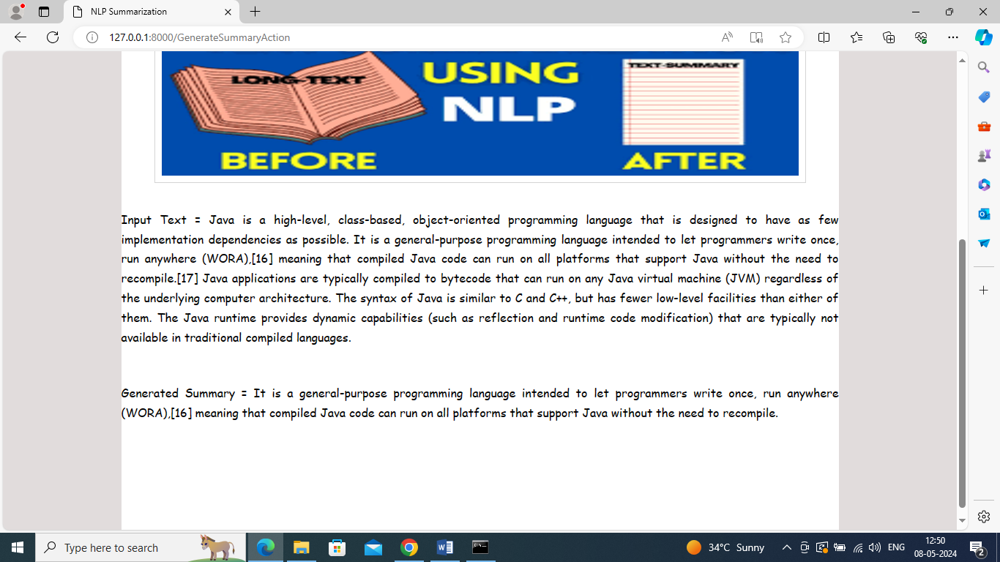 NLP Summarization
127.0.0.1:8000/GenerateSummaryAction
LONG-TEXT
USING
NLP
TEXT-SUMMARY
BEFORE
AFTER
Input Text = Java is a high-level, class-based, object-oriented programming language that is designed to have as few
implementation dependencies as possible. It is a general-purpose programming language intended to let programmers write once,
run anywhere (WORA),[16] meaning that compiled Java code can run on all platforms that support Java without the need to
recompile.[17] Java applications are typically compiled to bytecode that can run on any Java virtual machine (JVM) regardless of
the underlying computer architecture. The syntax of Java is similar to C and C++, but has fewer low-level facilities than either of
them. The Java runtime provides dynamic capabilities (such as reflection and runtime code modification) that are typically not
available in traditional compiled languages.
Generated Summary = It is a general-purpose programming language intended to let programmers write once, run anywhere
(WORA),[16] meaning that compiled Java code can run on all platforms that support Java without the need to recompile.
Type here to search
34°C Sunny
ENG
12:50
08-05-2024
2